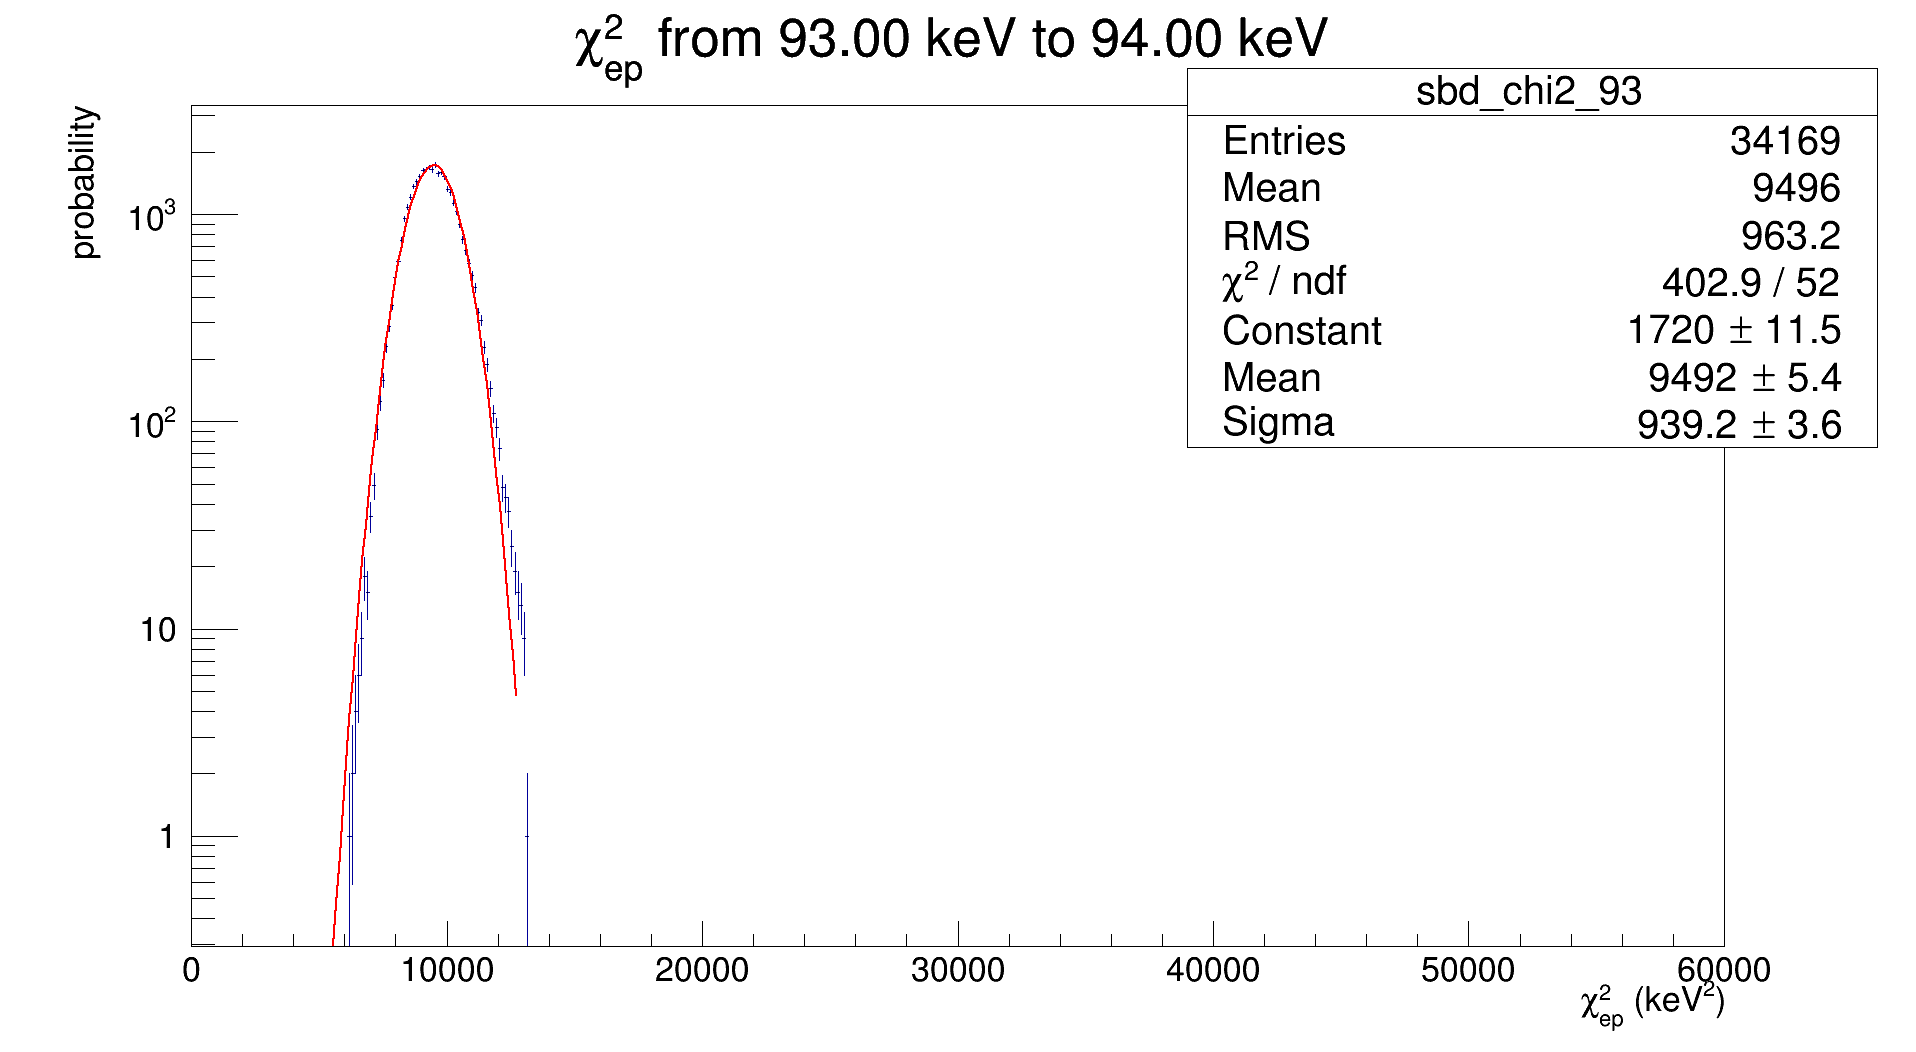 χ²ep from 93.00 keV to 94.00 keV
sbd_chi2_93
Entries 34169
Mean 9496
RMS 963.2
χ² / ndf 402.9 / 52
Constant 1720 ± 11.5
Mean 9492 ± 5.4
Sigma 939.2 ± 3.6
probability
10³
10²
10
1
0 10000 20000 30000 40000 50000 60000
χ²ep (keV²)